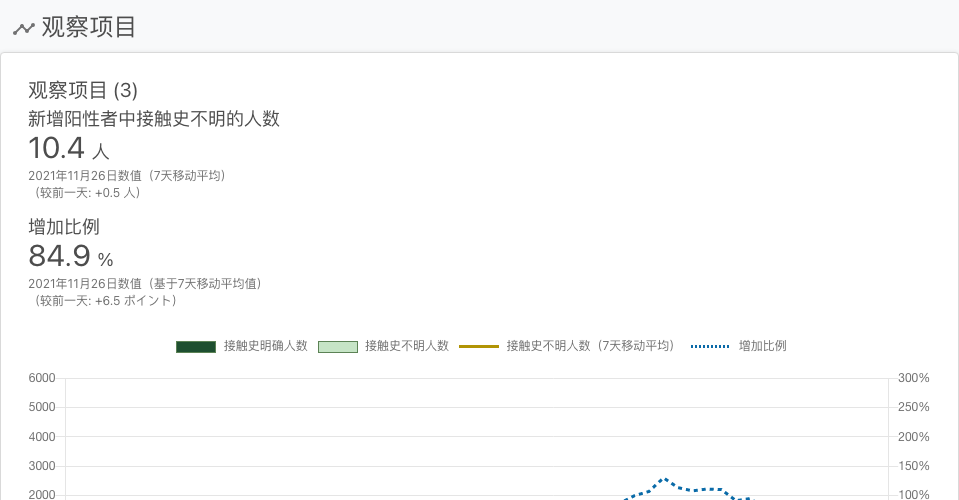 观察项目
观察项目 (3)
新增阳性者中接触史不明的人数
10.4 人
2021年11月26日数值（7天移动平均）
（较前一天: +0.5 人）
增加比例
84.9 %
2021年11月26日数值（基于7天移动平均值）
（较前一天: +6.5 ポイント）
接触史明确人数 接触史不明人数 接触史不明人数（7天移动平均） 增加比例
6000 300%
5000 250%
4000 200%
3000 150%
2000 100%